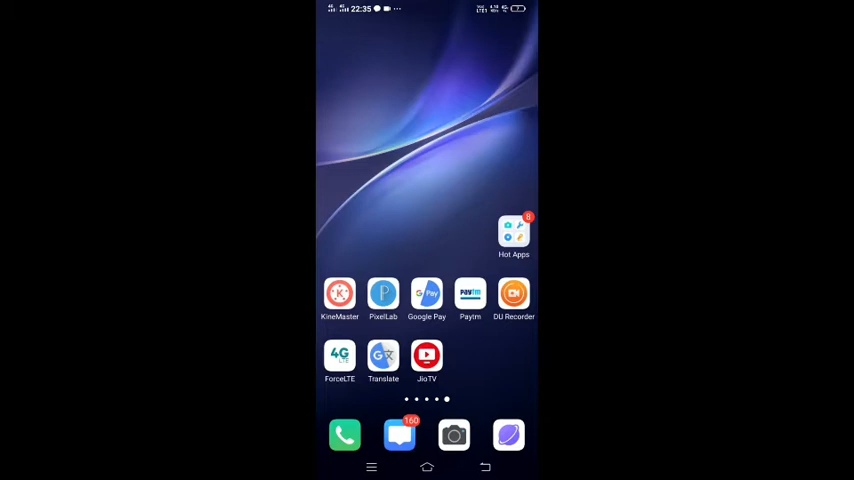 22:35
8
Hot Apps
KineMaster PixelLab Google Pay Paytm DU Recorder
ForceLTE Translate JioTV
160